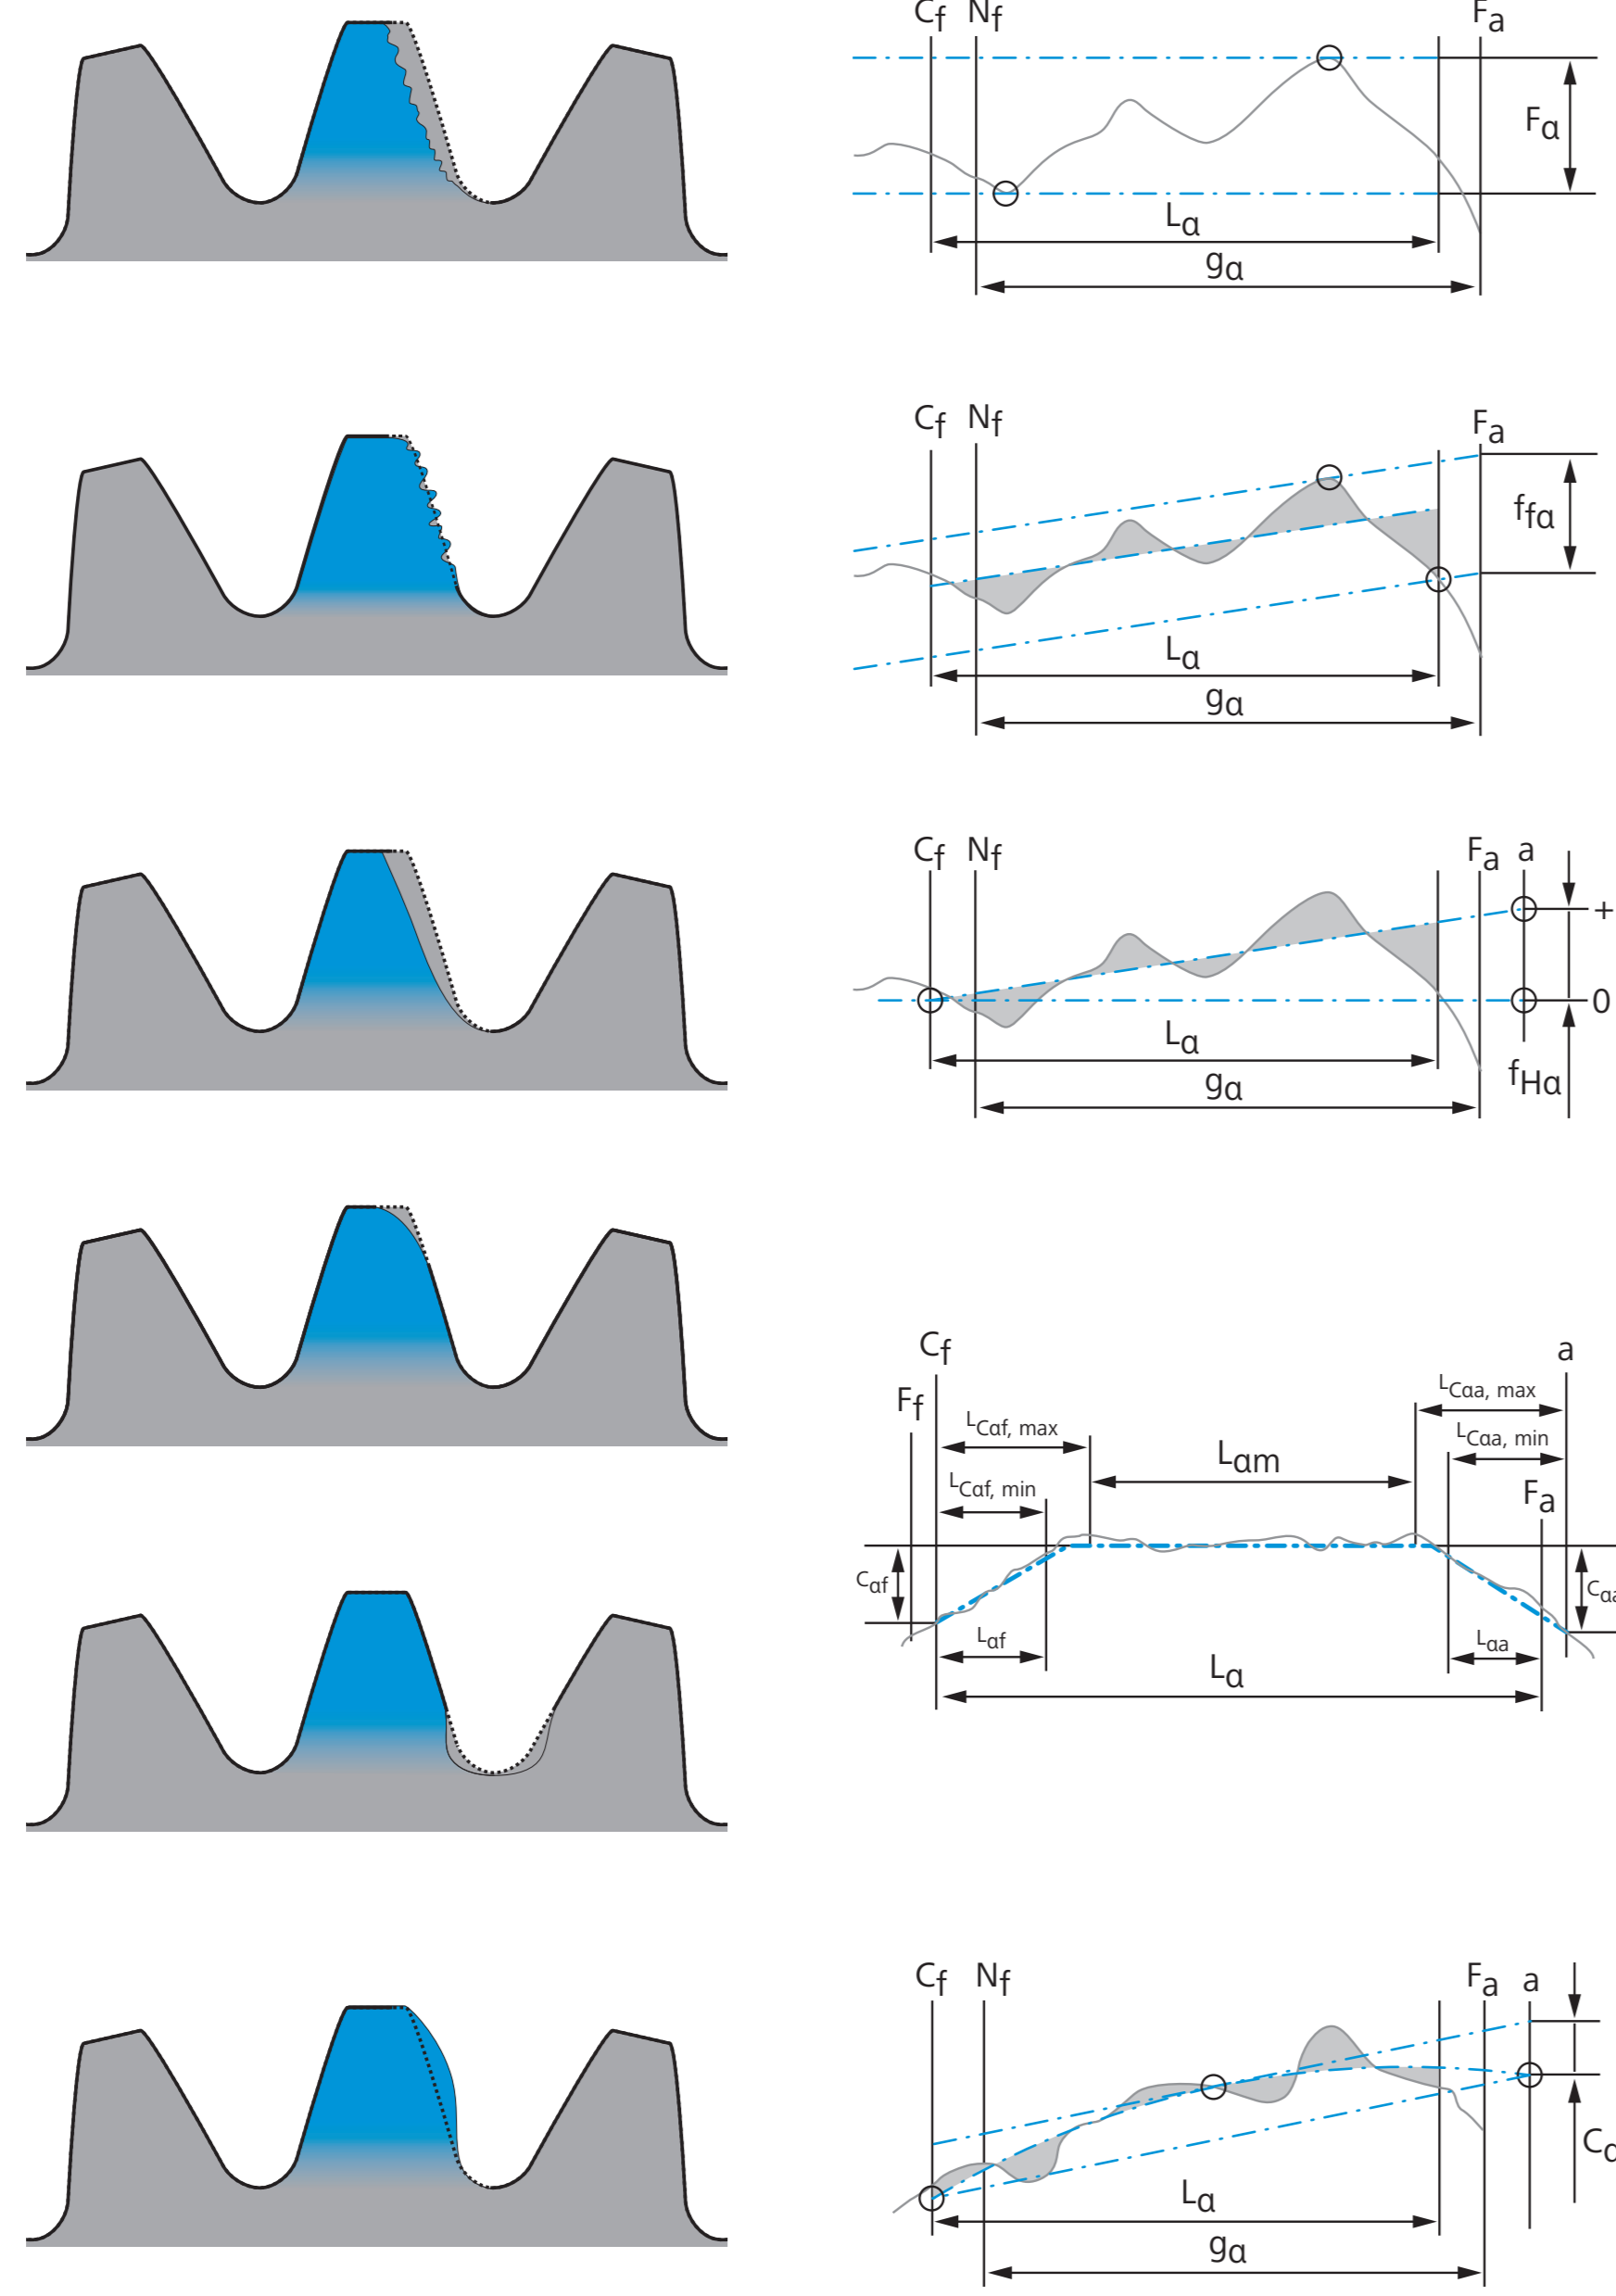 Cf Nf Fa
Fα
Lα
gα
Cf Nf Fa
ffα
Lα
gα
Cf Nf Fa a
+
0
Lα
fHα
gα
Cf a
Ff LCαa, max
LCαf, max
Lαm LCαa, min
LCαf, min
Fa
Cαf
Lαf Lαa
Lα
Cf Nf Fa a
Lα
gα